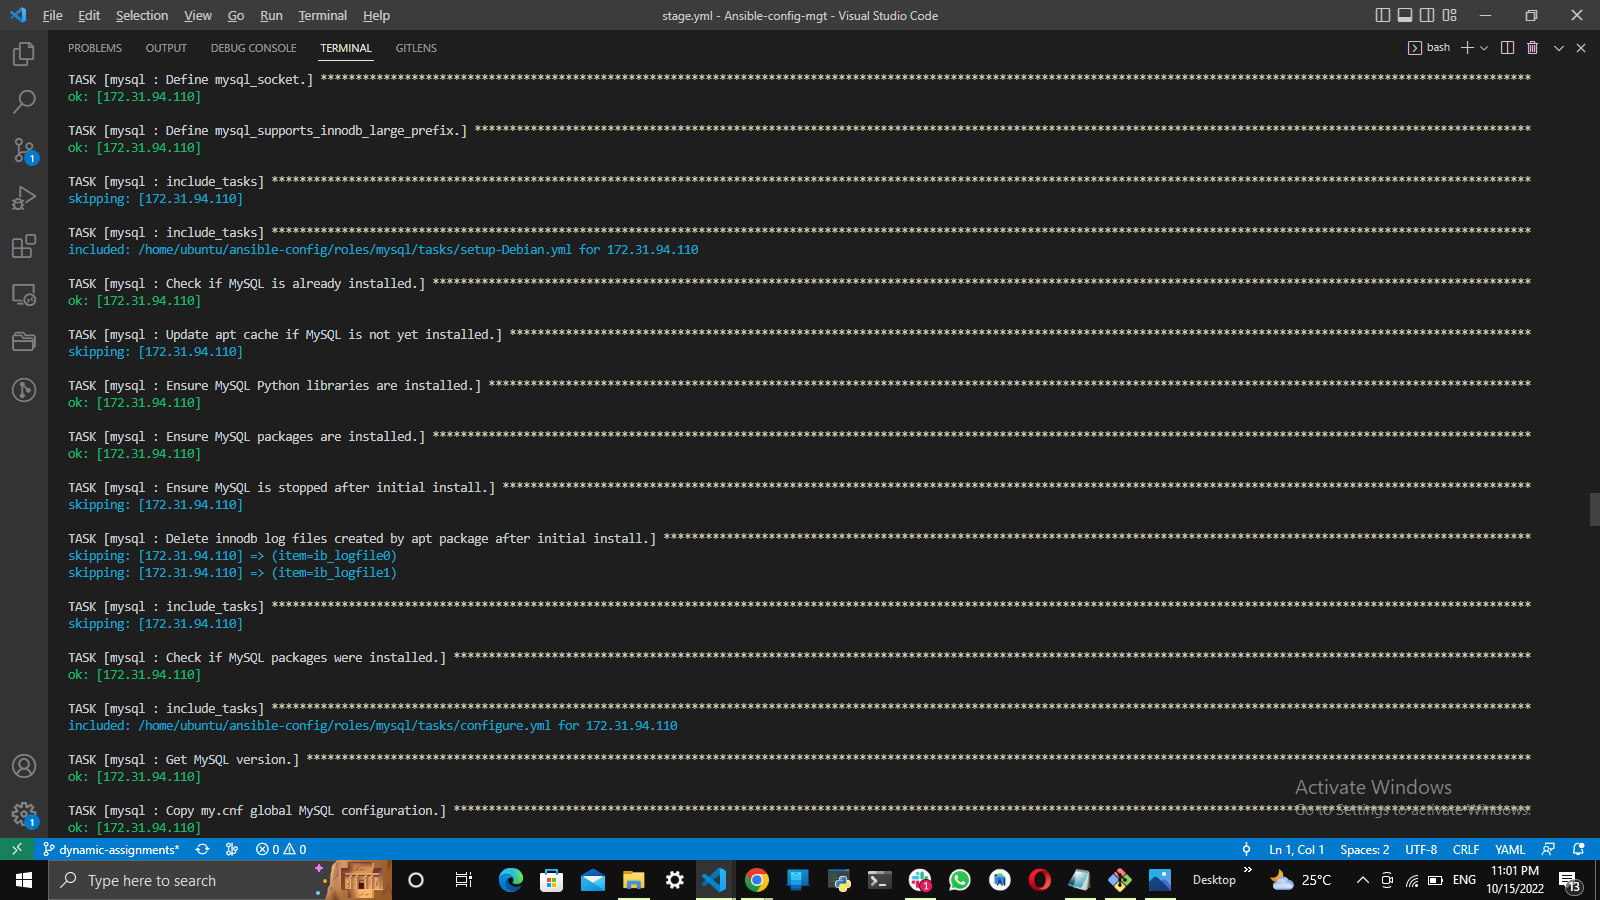 File Edit Selection View Go Run Terminal Help
stage.yml - Ansible-config-mgt - Visual Studio Code
PROBLEMS OUTPUT DEBUG CONSOLE TERMINAL GITLENS
bash
TASK [mysql : Define mysql_socket.] ****************************************************************************************************************************************************************************
ok: [172.31.94.110]
TASK [mysql : Define mysql_supports_innodb_large_prefix.] ******************************************************************************************************************************************************
ok: [172.31.94.110]
TASK [mysql : include_tasks] ***********************************************************************************************************************************************************************************
skipping: [172.31.94.110]
TASK [mysql : include_tasks] ***********************************************************************************************************************************************************************************
included: /home/ubuntu/ansible-config/roles/mysql/tasks/setup-Debian.yml for 172.31.94.110
TASK [mysql : Check if MySQL is already installed.] ************************************************************************************************************************************************************
ok: [172.31.94.110]
TASK [mysql : Update apt cache if MySQL is not yet installed.] *************************************************************************************************************************************************
skipping: [172.31.94.110]
TASK [mysql : Ensure MySQL Python libraries are installed.] ****************************************************************************************************************************************************
ok: [172.31.94.110]
TASK [mysql : Ensure MySQL packages are installed.] ************************************************************************************************************************************************************
ok: [172.31.94.110]
TASK [mysql : Ensure MySQL is stopped after initial install.] **************************************************************************************************************************************************
skipping: [172.31.94.110]
TASK [mysql : Delete innodb log files created by apt package after initial install.] ***************************************************************************************************************************
skipping: [172.31.94.110] => (item=ib_logfile0)
skipping: [172.31.94.110] => (item=ib_logfile1)
TASK [mysql : include_tasks] ***********************************************************************************************************************************************************************************
skipping: [172.31.94.110]
TASK [mysql : Check if MySQL packages were installed.] *********************************************************************************************************************************************************
ok: [172.31.94.110]
TASK [mysql : include_tasks] ***********************************************************************************************************************************************************************************
included: /home/ubuntu/ansible-config/roles/mysql/tasks/configure.yml for 172.31.94.110
TASK [mysql : Get MySQL version.] ******************************************************************************************************************************************************************************
ok: [172.31.94.110]
TASK [mysql : Copy my.cnf global MySQL configuration.] *********************************************************************************************************************************************************
ok: [172.31.94.110]
Activate Windows
Go to Settings to activate Windows.
1
1
dynamic-assignments* 0 0 Ln 1, Col 1 Spaces: 2 UTF-8 CRLF YAML
Type here to search
1
Desktop
25°C
ENG
11:01 PM
10/15/2022
13